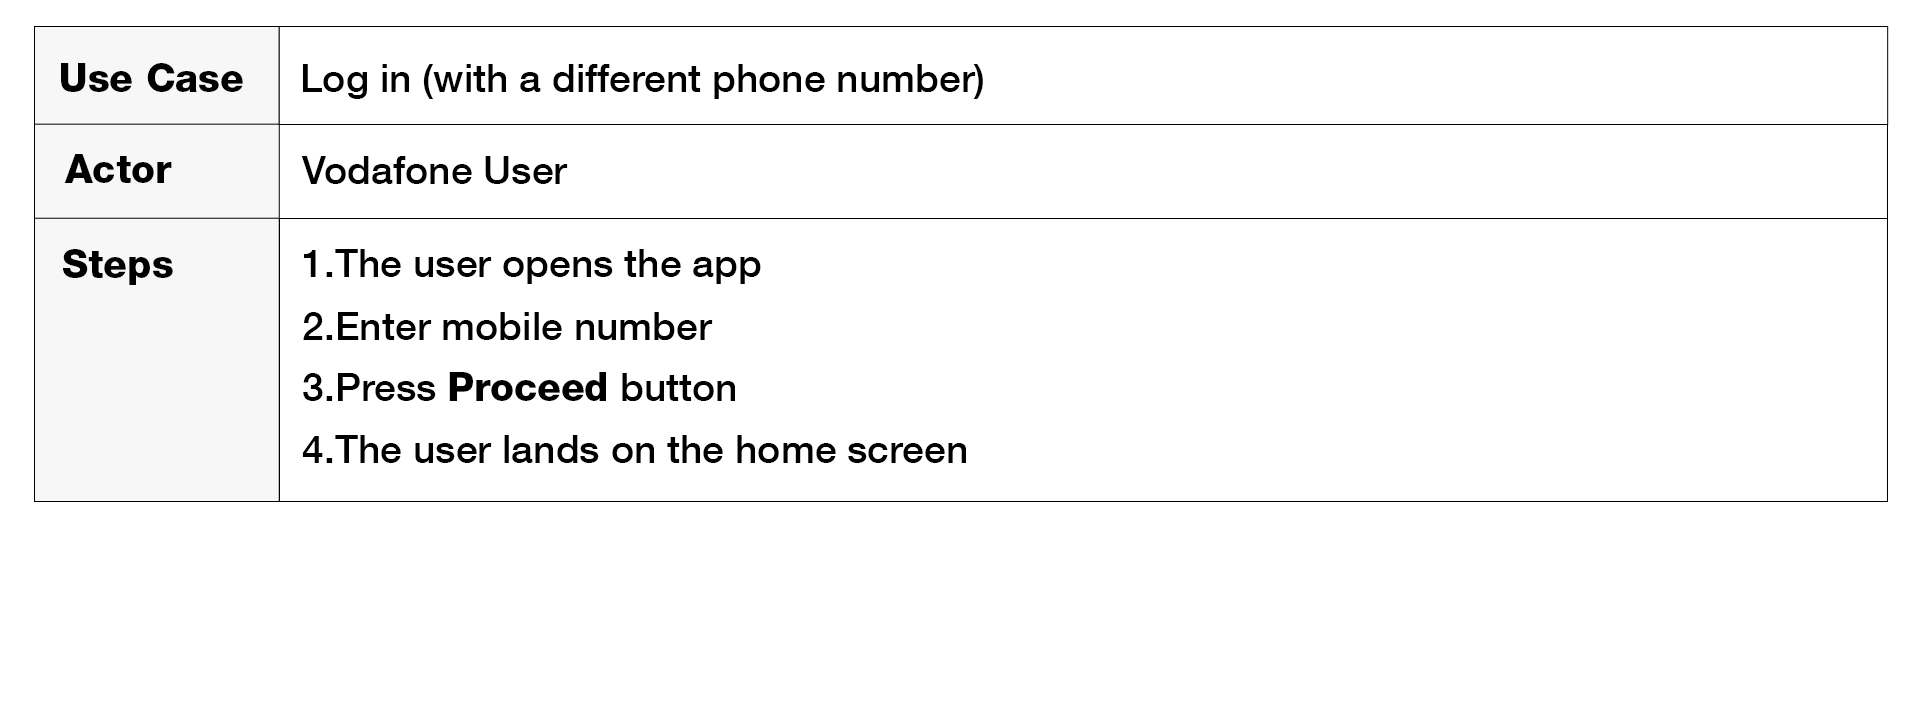 Use Case
Log in (with a different phone number)
Actor
Vodafone User
Steps
1.The user opens the app
2.Enter mobile number
3.Press Proceed button
4.The user lands on the home screen